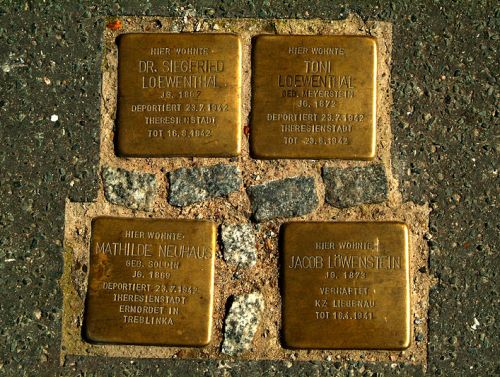 HIER WOHNTE
DR. SIEGFRIED
LOEWENTHAL
JG. 1867
DEPORTIERT 23.7.1942
THERESIENSTADT
TOT 16.8.1942
HIER WOHNTE
TONI
LOEWENTHAL
GEB. MEYERSTEIN
JG. 1872
DEPORTIERT 23.7.1942
THERESIENSTADT
TOT 23.8.1942
HIER WOHNTE
MATHILDE NEUHAUS
GEB.
JG. 1869
DEPORTIERT 23.7.1942
THERESIENSTADT
ERMORDET IN
TREBLINKA
HIER WOHNTE
JACOB LÖWENSTEIN
JG. 1873
VERHAFTET
KZ LIEBENAU
TOT 18.4.1941